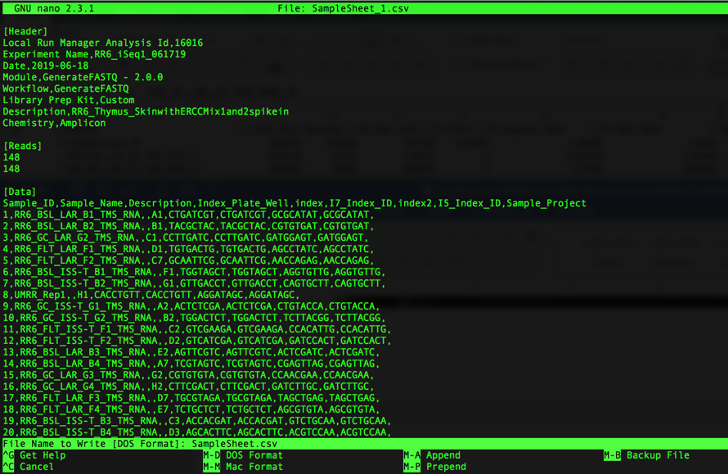 GNU nano 2.3.1 File: SampleSheet_1.csv
[Header]
Local Run Manager Analysis Id,16016
Experiment Name,RR6_iSeq1_061719
Date,2019-06-18
Module,GenerateFASTQ - 2.0.0
Workflow,GenerateFASTQ
Library Prep Kit,Custom
Description,RR6_Thymus_SkinwithERCCMix1and2spikein
Chemistry,Amplicon
[Reads]
148
148
[Data]
Sample_ID,Sample_Name,Description,Index_Plate_Well,index,I7_Index_ID,index2,I5_Index_ID,Sample_Project
1,RR6_BSL_LAR_B1_TMS_RNA,,A1,CTGATCGT,CTGATCGT,GCGCATAT,GCGCATAT,
2,RR6_BSL_LAR_B2_TMS_RNA,,B1,TACGCTAC,TACGCTAC,CGTGTGAT,CGTGTGAT,
3,RR6_GC_LAR_G2_TMS_RNA,,C1,CCTTGATC,CCTTGATC,GATGGAGT,GATGGAGT,
4,RR6_FLT_LAR_F1_TMS_RNA,,D1,TGTGACTG,TGTGACTG,AGCCTATC,AGCCTATC,
5,RR6_FLT_LAR_F2_TMS_RNA,,C7,GCAATTCG,GCAATTCG,AACCAGAG,AACCAGAG,
6,RR6_BSL_ISS-T_B1_TMS_RNA,,F1,TGGTAGCT,TGGTAGCT,AGGTGTTG,AGGTGTTG,
7,RR6_BSL_ISS-T_B2_TMS_RNA,,G1,GTTGACCT,GTTGACCT,CAGTGCTT,CAGTGCTT,
8,UMRR_Rep1,,H1,CACCTGTT,CACCTGTT,AGGATAGC,AGGATAGC,
9,RR6_GC_ISS-T_G1_TMS_RNA,,A2,ACTCTCGA,ACTCTCGA,CTGTACCA,CTGTACCA,
10,RR6_GC_ISS-T_G2_TMS_RNA,,B2,TGGACTCT,TGGACTCT,TCTTACGG,TCTTACGG,
11,RR6_FLT_ISS-T_F1_TMS_RNA,,C2,GTCGAAGA,GTCGAAGA,CCACATTG,CCACATTG,
12,RR6_FLT_ISS-T_F2_TMS_RNA,,D2,GTCATCGA,GTCATCGA,GATCCACT,GATCCACT,
13,RR6_BSL_LAR_B3_TMS_RNA,,E2,AGTTCGTC,AGTTCGTC,ACTCGATC,ACTCGATC,
14,RR6_BSL_LAR_B4_TMS_RNA,,A7,TCGTAGTC,TCGTAGTC,CGAGTTAG,CGAGTTAG,
15,RR6_GC_LAR_G3_TMS_RNA,,G2,CGTGTGTA,CGTGTGTA,CCAACGAA,CCAACGAA,
16,RR6_GC_LAR_G4_TMS_RNA,,H2,CTTCGACT,CTTCGACT,GATCTTGC,GATCTTGC,
17,RR6_FLT_LAR_F3_TMS_RNA,,D7,TGCGTAGA,TGCGTAGA,TAGCTGAG,TAGCTGAG,
18,RR6_FLT_LAR_F4_TMS_RNA,,E7,TCTGCTCT,TCTGCTCT,AGCGTGTA,AGCGTGTA,
19,RR6_BSL_ISS-T_B3_TMS_RNA,,C3,ACCACGAT,ACCACGAT,GTCTGCAA,GTCTGCAA,
20,RR6_BSL_ISS-T_B4_TMS_RNA,,D3,AGCACTTC,AGCACTTC,ACGTCCAA,ACGTCCAA,
File Name to Write [DOS Format]: SampleSheet.csv
^G Get Help M-D DOS Format M-A Append M-B Backup File
^C Cancel M-M Mac Format M-P Prepend